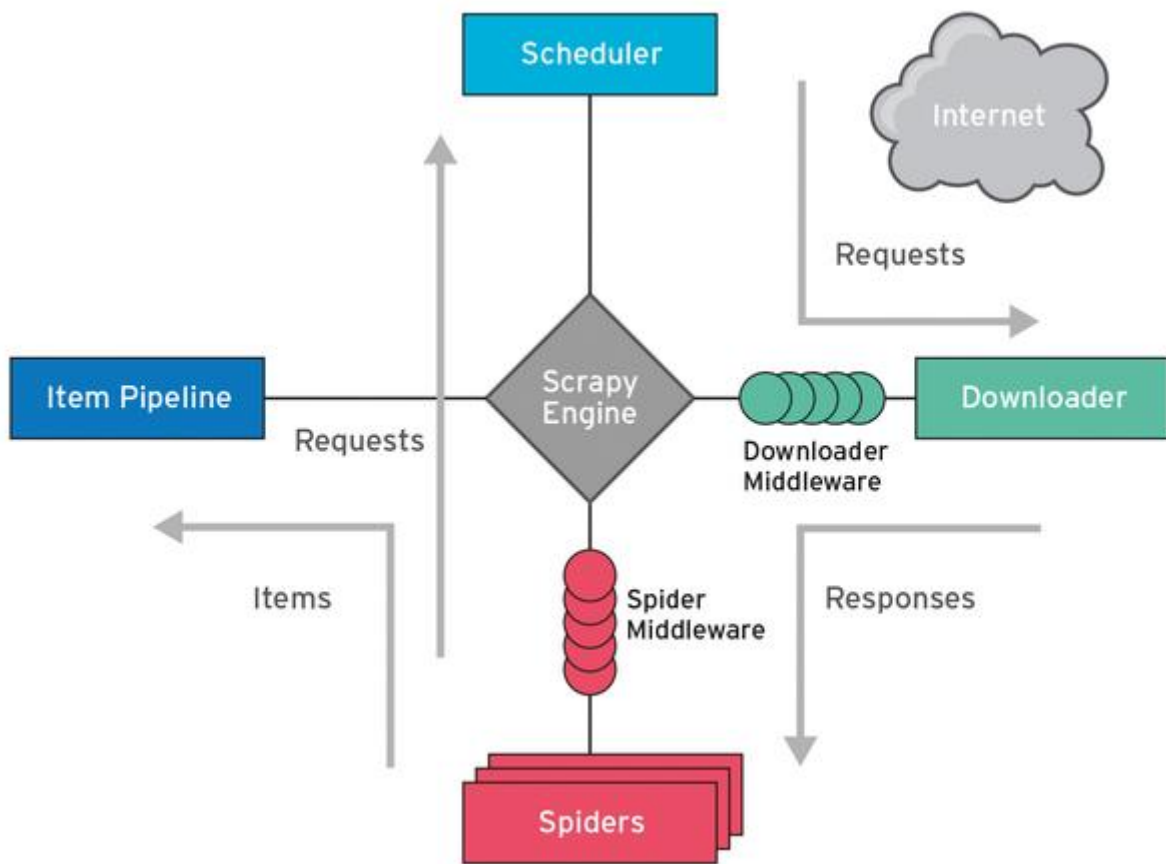 Scheduler
Internet
Requests
Item Pipeline
Scrapy
Engine
Downloader
Requests
Downloader
Middleware
Items
Spider
Middleware
Responses
Spiders